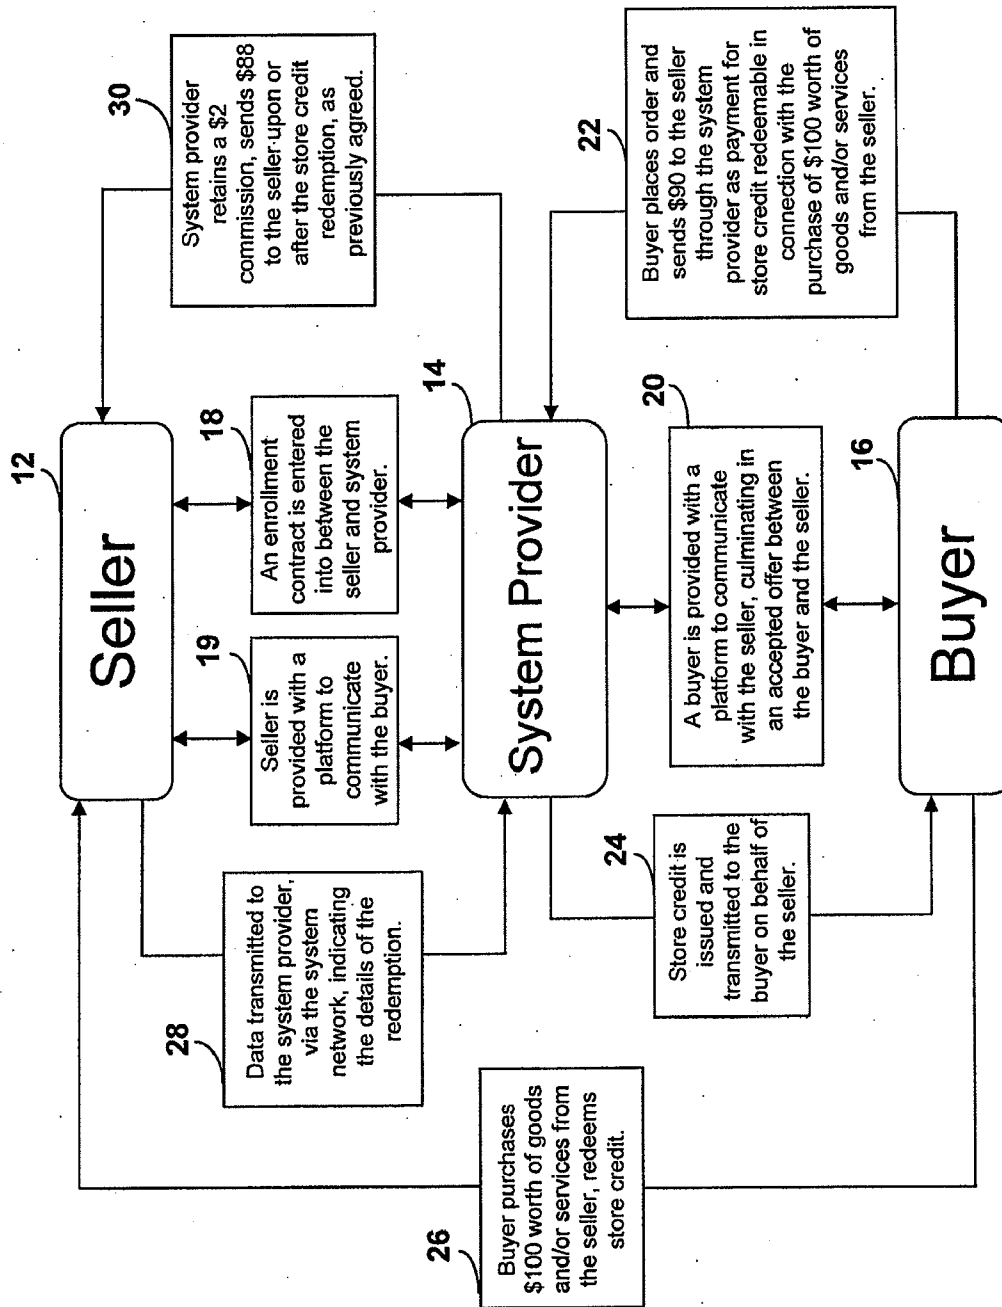 12
Seller
30
System provider
retains a $2
commission, sends $88
to the seller upon or
after the store credit
redemption, as
previously agreed.
18
An enrollment
contract is entered
into between the
seller and system
provider.
19
Seller is
provided with a
platform to
communicate
with the buyer.
28
Data transmitted to
the system provider,
via the system
network, indicating
the details of the
redemption.
14
System Provider
22
Buyer places order and
sends $90 to the seller
through the system
provider as payment for
store credit redeemable in
connection with the
purchase of $100 worth of
goods and/or services
from the seller.
20
A buyer is provided with a
platform to communicate
with the seller, culminating in
an accepted offer between
the buyer and the seller.
24
Store credit is
issued and
transmitted to the
buyer on behalf of
the seller.
26
Buyer purchases
$100 worth of goods
and/or services from
the seller, redeems
store credit.
16
Buyer